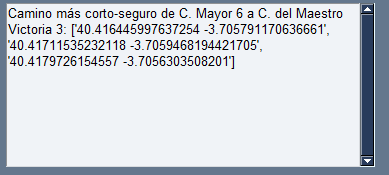 Camino más corto-seguro de C. Mayor 6 a C. del Maestro
Victoria 3: ['40.416445997637254 -3.705791170636661',
'40.41711535232118 -3.7059468194421705',
'40.4179726154557 -3.7056303508201']